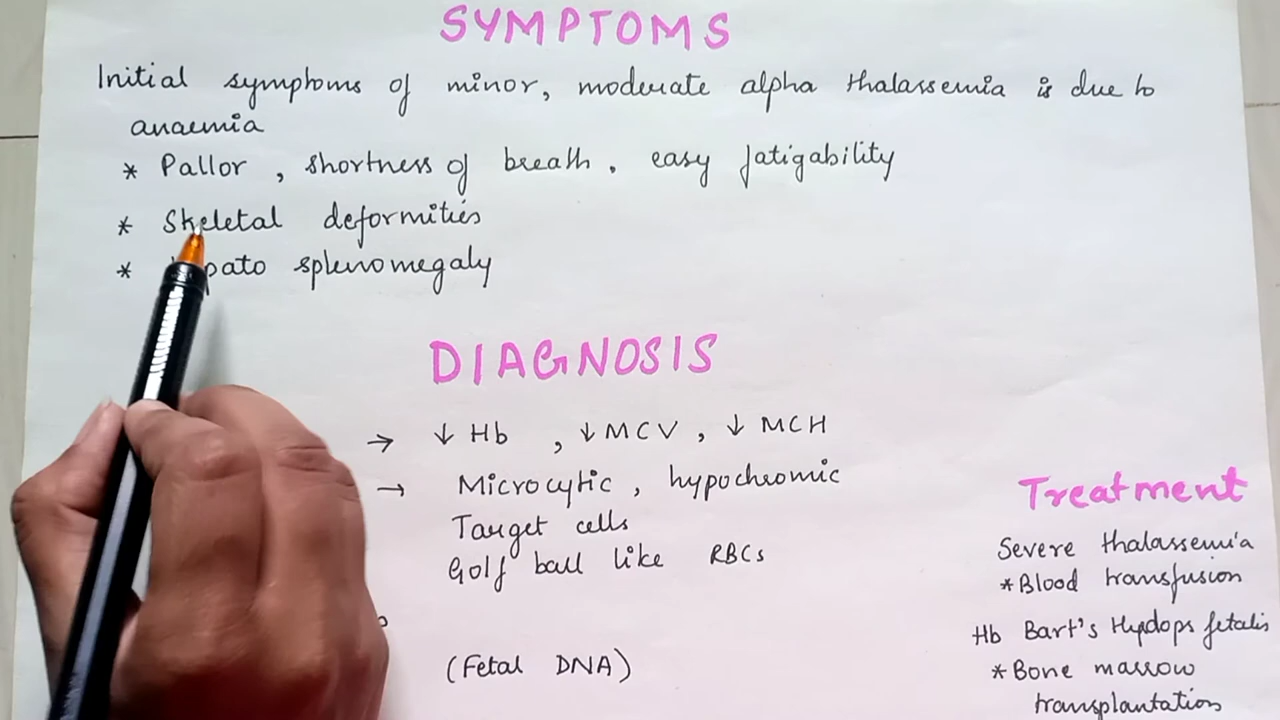 SYMPTOMS
Initial symptoms of minor, moderate alpha thalassemia is due to
anaemia
* Pallor , shortness of breath , easy fatigability
* Skeletal deformities
* splenomegaly
DIAGNOSIS
→ ↓ Hb , ↓ MCV , ↓ MCH
→ Microcytic , hypochromic
Target cells
Golf ball like RBCs
(Fetal DNA)
Treatment
Severe thalassemia
* Blood transfusion
Hb Bart's Hydops fetalis
* Bone marrow
transplantation